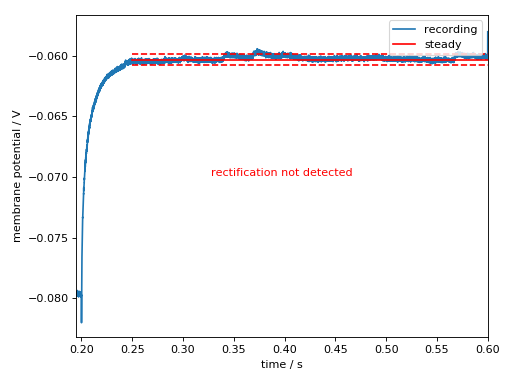 recording
steady
−0.060
−0.065
−0.070
−0.075
−0.080
membrane potential / V
rectification not detected
0.20 0.25 0.30 0.35 0.40 0.45 0.50 0.55 0.60
time / s